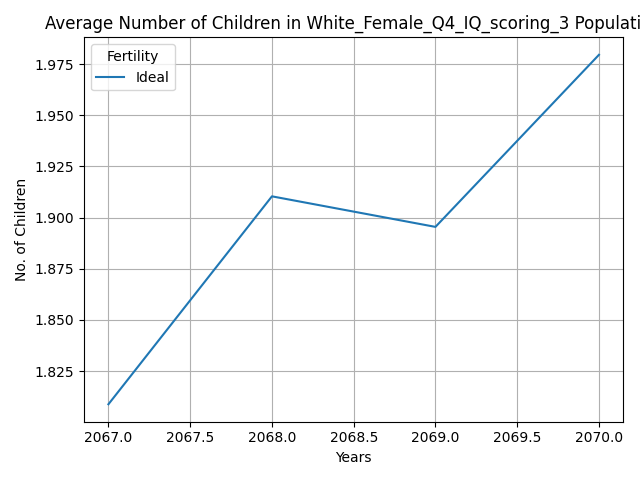 Average Number of Children in White_Female_Q4_IQ_scoring_3 Populati
Fertility
Ideal
1.975
1.950
1.925
1.900
1.875
1.850
1.825
No. of Children
2067.0 2067.5 2068.0 2068.5 2069.0 2069.5 2070.0
Years